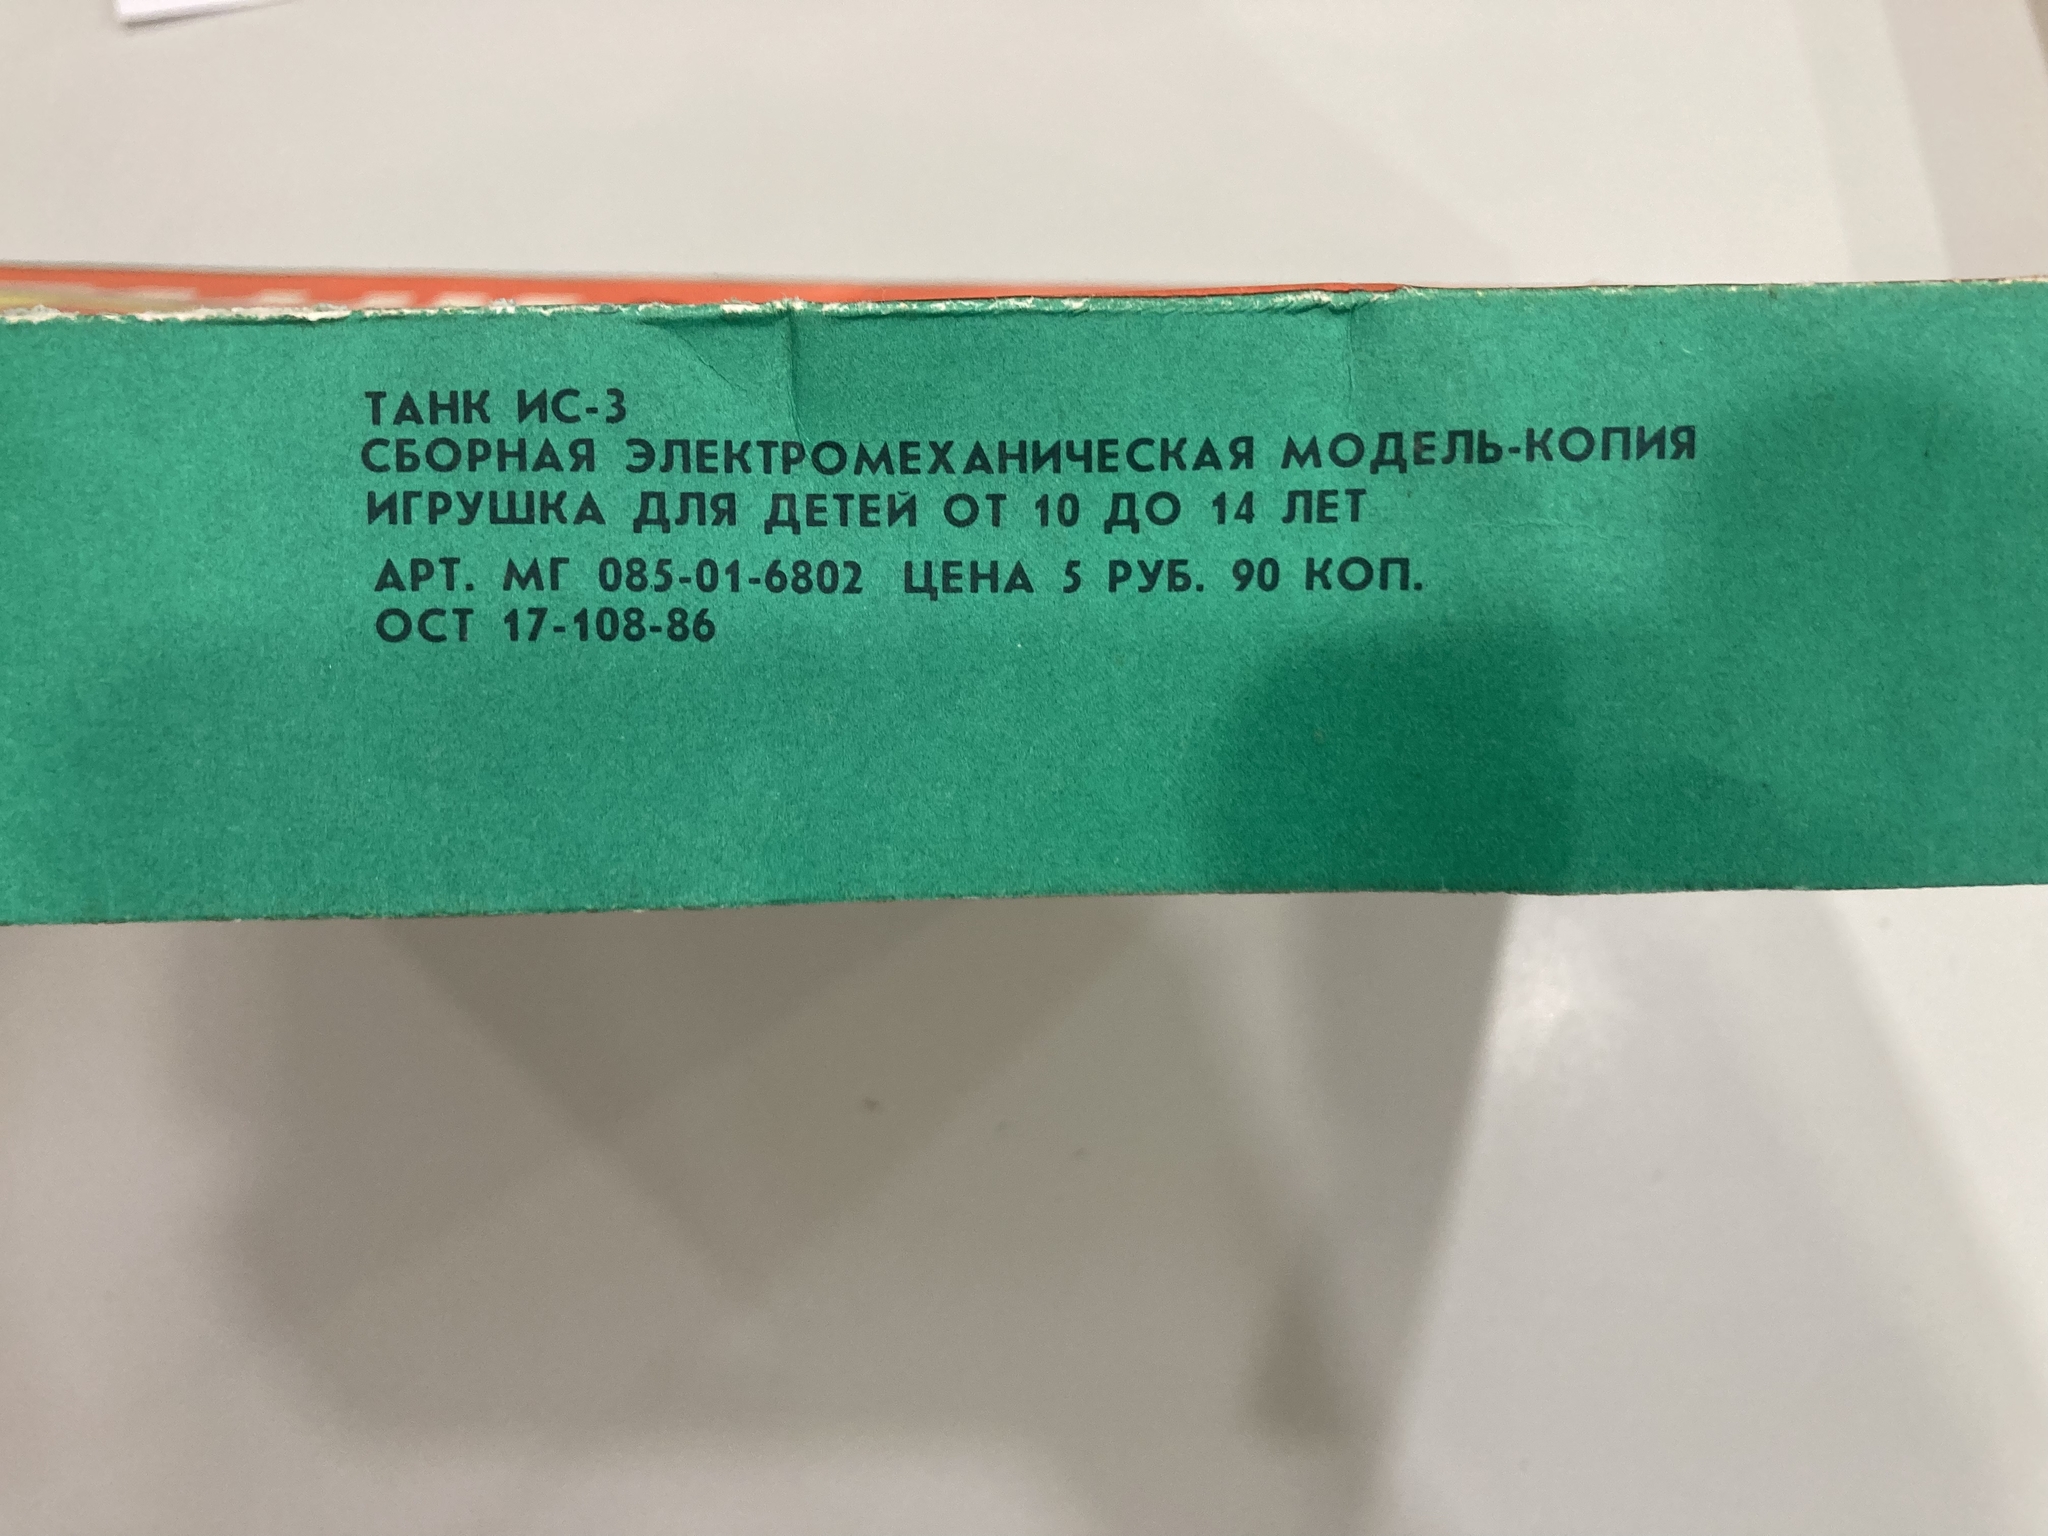 ТАНК ИС-3
СБОРНАЯ ЭЛЕКТРОМЕХАНИЧЕСКАЯ МОДЕЛЬ-КОПИЯ
ИГРУШКА ДЛЯ ДЕТЕЙ ОТ 10 ДО 14 ЛЕТ
АРТ. МГ 085-01-6802 ЦЕНА 5 РУБ. 90 КОП.
ОСТ 17-108-86